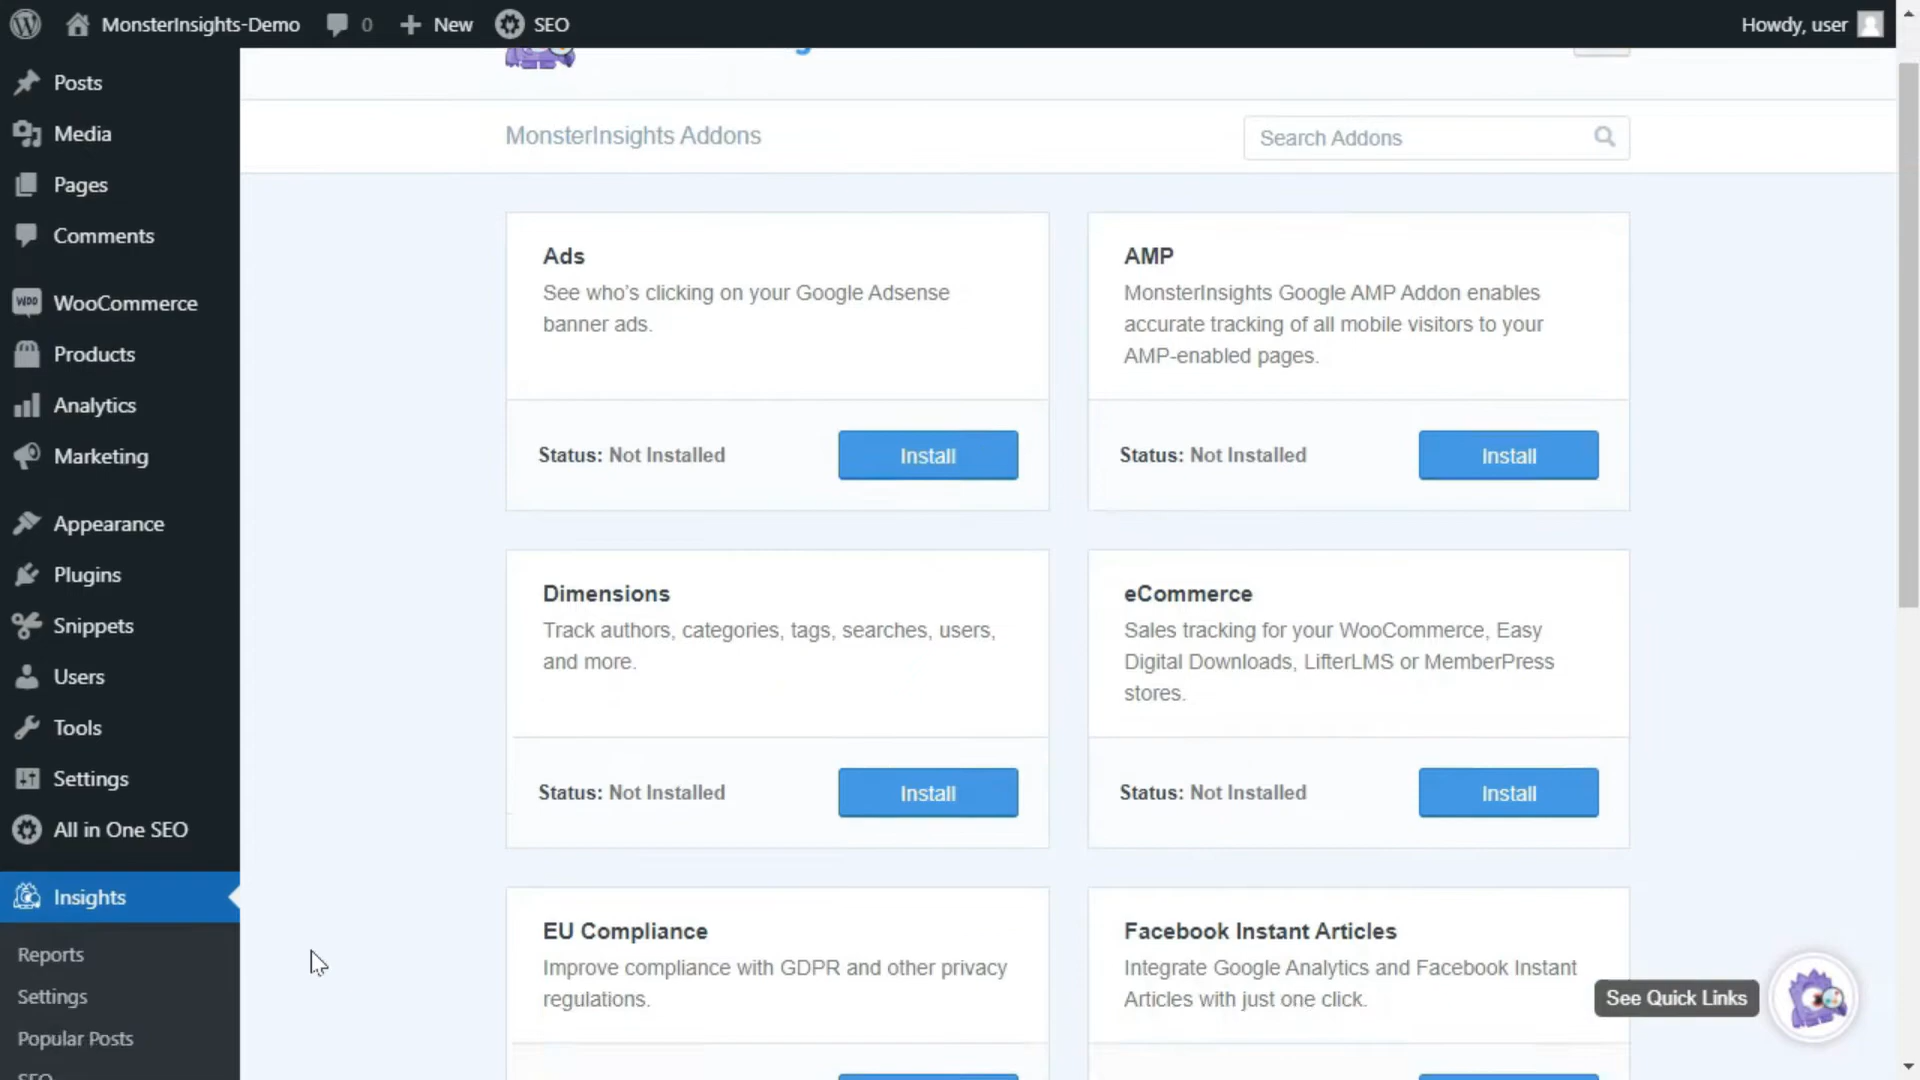 MonsterInsights-Demo 0 New SEO Howdy, user
Posts
Media
Pages
Comments
WOO WooCommerce
Products
Analytics
Marketing
Appearance
Plugins
Snippets
Users
Tools
Settings
All in One SEO
Insights
Reports
Settings
Popular Posts
SEO
MonsterInsights Addons
Search Addons
Ads
See who's clicking on your Google Adsense
banner ads.
Status: Not Installed
Install
AMP
MonsterInsights Google AMP Addon enables
accurate tracking of all mobile visitors to your
AMP-enabled pages.
Status: Not Installed
Install
Dimensions
Track authors, categories, tags, searches, users,
and more.
Status: Not Installed
Install
eCommerce
Sales tracking for your WooCommerce, Easy
Digital Downloads, LifterLMS or MemberPress
stores.
Status: Not Installed
Install
EU Compliance
Improve compliance with GDPR and other privacy
regulations.
Facebook Instant Articles
Integrate Google Analytics and Facebook Instant
Articles with just one click.
See Quick Links